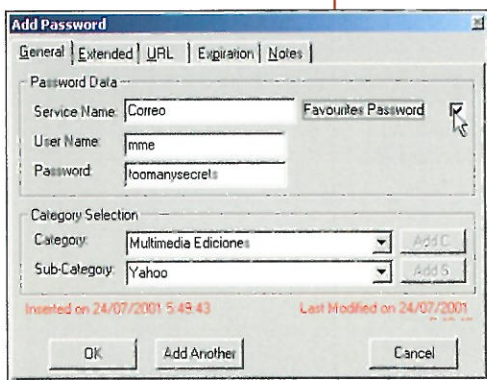 Add Password
General Extended URL Expiration Notes
Password Data
Service Name: Correo Favourites Password
User Name: mme
Password: toomanysecrets
Category Selection
Category: Multimedia Ediciones Add C
Sub-Category: Yahoo Add S
Inserted on 24/07/2001 5:49:43 Last Modified on 24/07/2001
OK Add Another Cancel